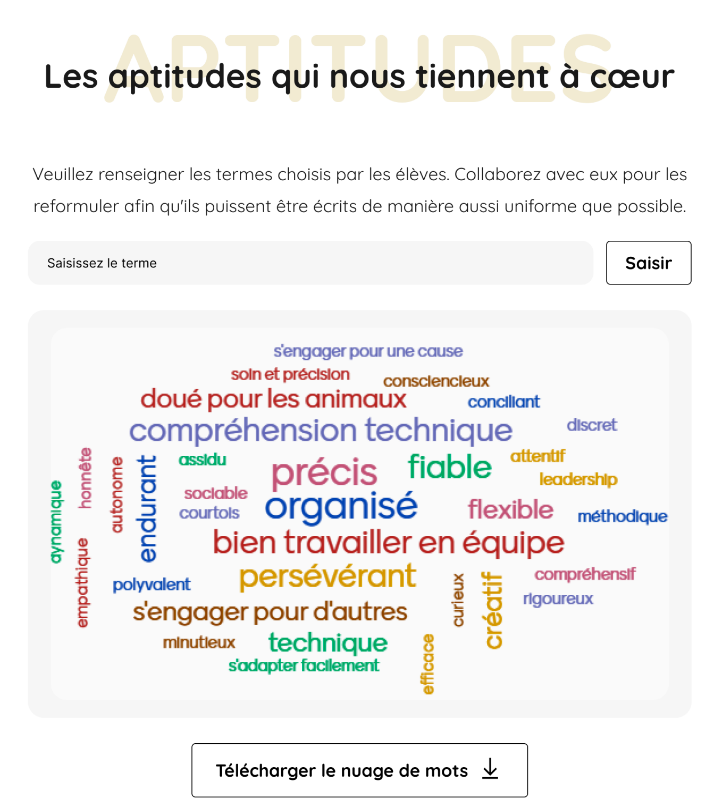 APTITUDES
Les aptitudes qui nous tiennent à cœur
Veuillez renseigner les termes choisis par les élèves. Collaborez avec eux pour les
reformuler afin qu'ils puissent être écrits de manière aussi uniforme que possible.
Saisissez le terme
Saisir
s'engager pour une cause
soin et précision
consciencieux
doué pour les animaux
conciliant
compréhension technique
discret
assidu
précis
fiable
attentif
leadership
sociable
organisé
flexible
courtois
méthodique
dynamique
honnête
autonome
endurant
empathique
bien travailler en équipe
polyvalent
persévérant
compréhensif
s'engager pour d'autres
curieux
créatif
rigoureux
minutieux
technique
s'adapter facilement
efficace
Télécharger le nuage de mots